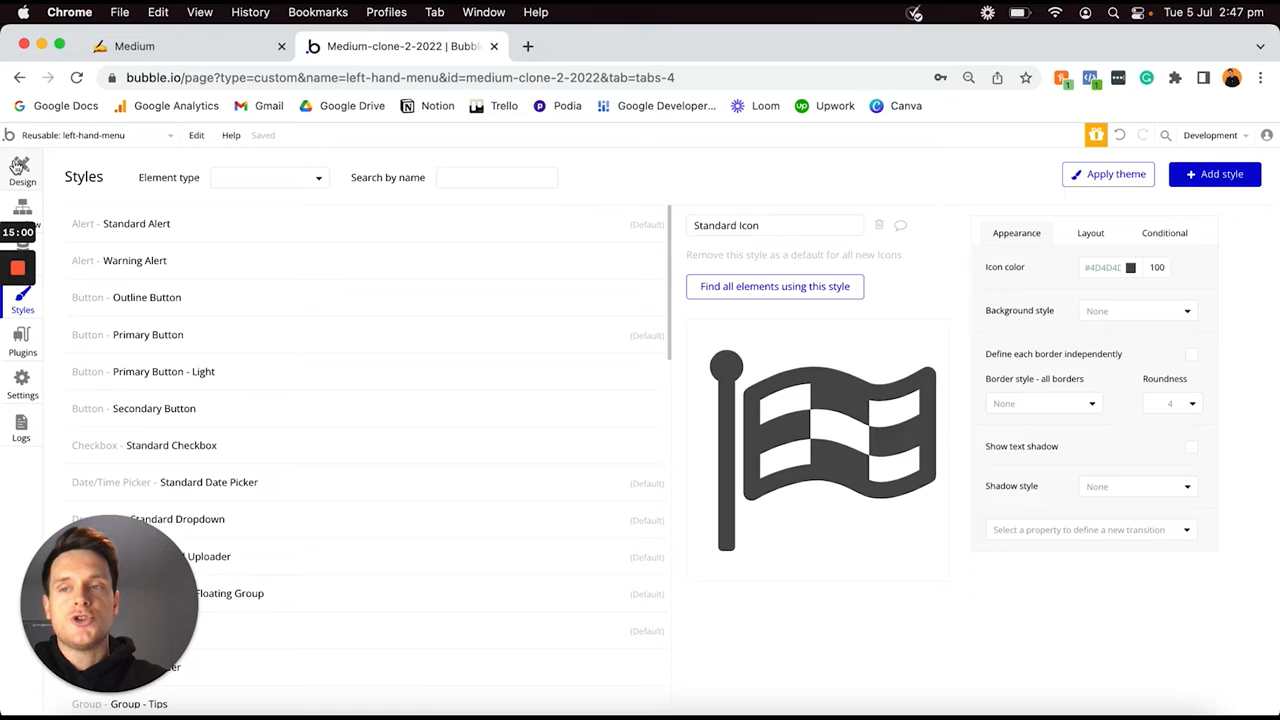 Chrome File Edit View History Bookmarks Profiles Tab Window Help Tue 5 Jul 2:47 pm
Medium
Medium-clone-2-2022 | Bubbl
bubble.io/page?type=custom&name=left-hand-menu&id=medium-clone-2-2022&tab=tabs-4
Google Docs Google Analytics Gmail Google Drive Notion Trello Podia Google Developer... Loom Upwork Canva
Reusable: left-hand-menu Edit Help Saved Development
Design
15:00
Styles
Plugins
Settings
Logs
Styles Element type Search by name Apply theme + Add style
Alert - Standard Alert (Default)
Alert - Warning Alert
Button - Outline Button
Button - Primary Button (Default)
Button - Primary Button - Light
Button - Secondary Button
Checkbox - Standard Checkbox
Date/Time Picker - Standard Date Picker (Default)
Standard Dropdown (Default)
Uploader (Default)
Floating Group (Default)
(Default)
Group - Group - Tips
Standard Icon
Remove this style as a default for all new Icons
Find all elements using this style
Appearance Layout Conditional
Icon color #4D4D4D 100
Background style None
Define each border independently
Border style - all borders Roundness
None 4
Show text shadow
Shadow style None
Select a property to define a new transition